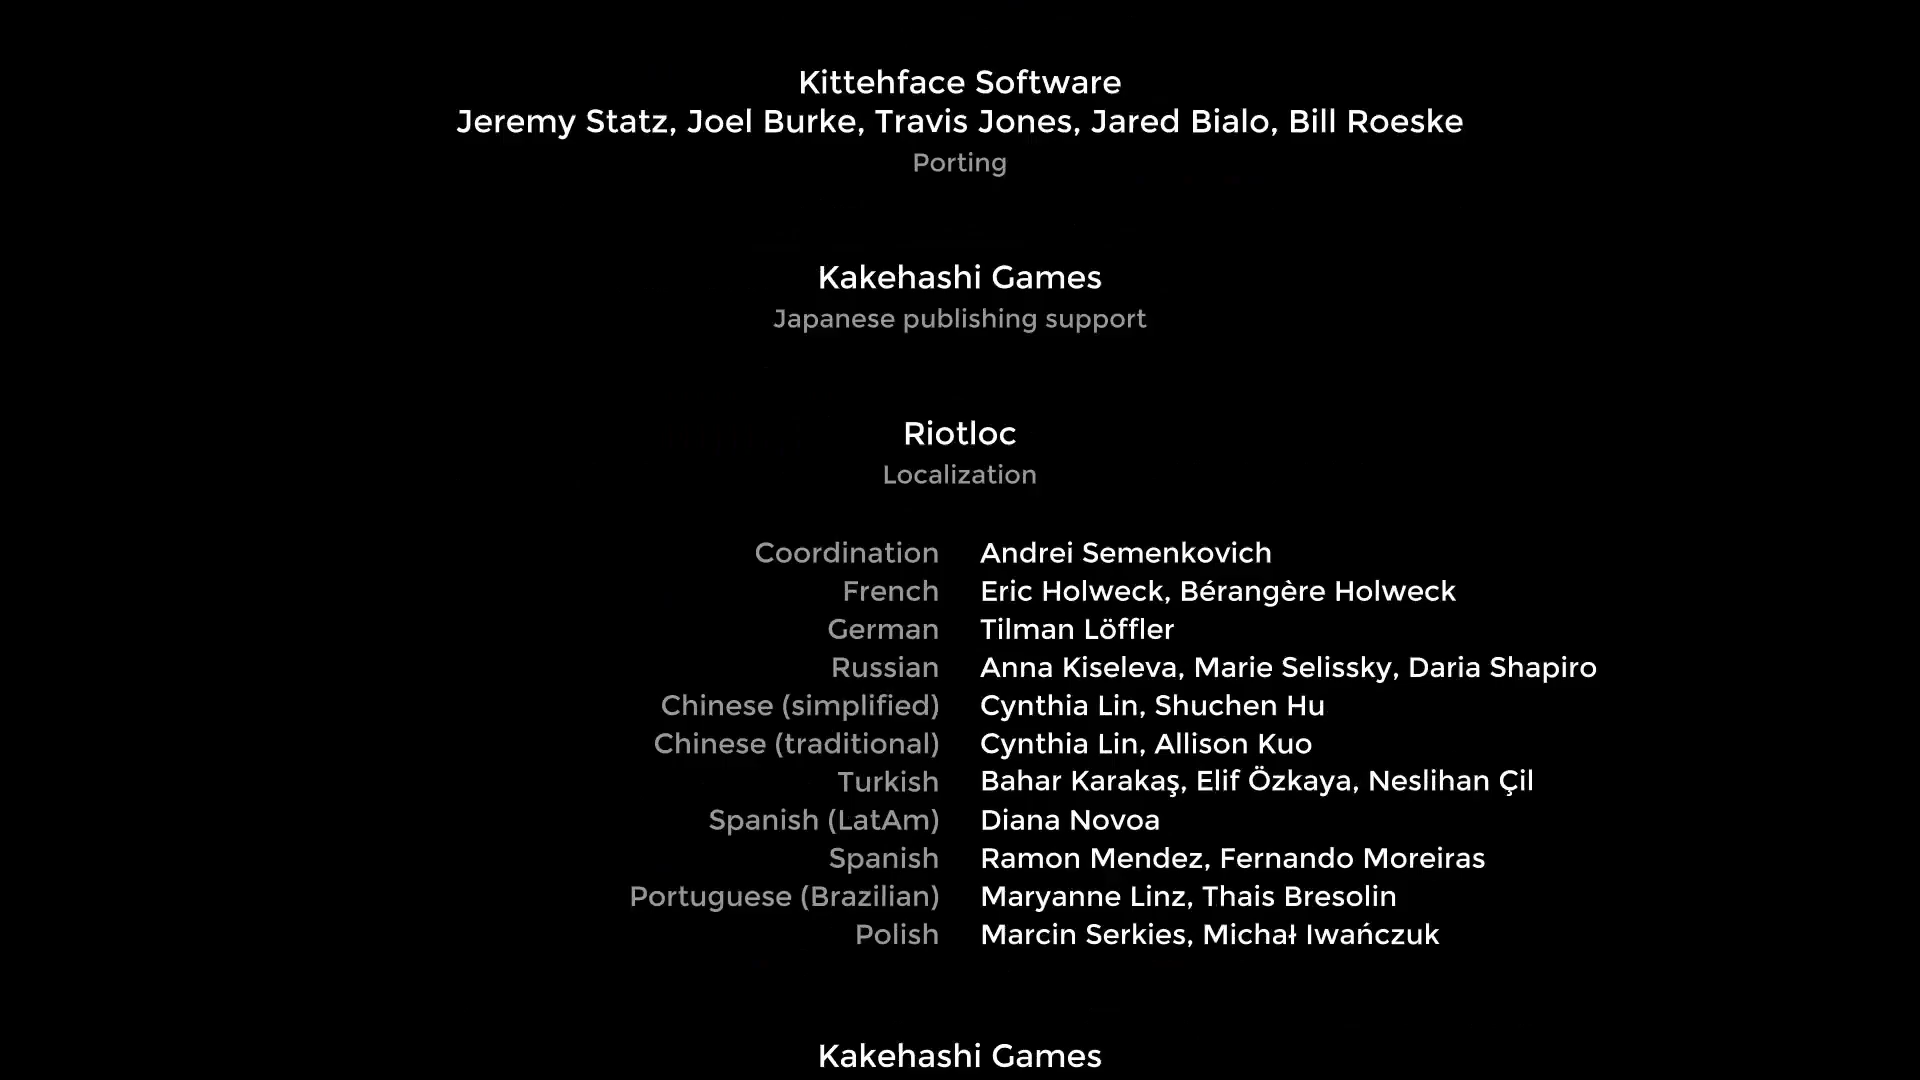 Kittehface Software
Jeremy Statz, Joel Burke, Travis Jones, Jared Bialo, Bill Roeske
Porting
Kakehashi Games
Japanese publishing support
Riotloc
Localization
Coordination Andrei Semenkovich
French Eric Holweck, Bérangère Holweck
German Tilman Löffler
Russian Anna Kiseleva, Marie Selissky, Daria Shapiro
Chinese (simplified) Cynthia Lin, Shuchen Hu
Chinese (traditional) Cynthia Lin, Allison Kuo
Turkish Bahar Karakaş, Elif Özkaya, Neslihan Çil
Spanish (LatAm) Diana Novoa
Spanish Ramon Mendez, Fernando Moreiras
Portuguese (Brazilian) Maryanne Linz, Thais Bresolin
Polish Marcin Serkies, Michał Iwańczuk
Kakehashi Games